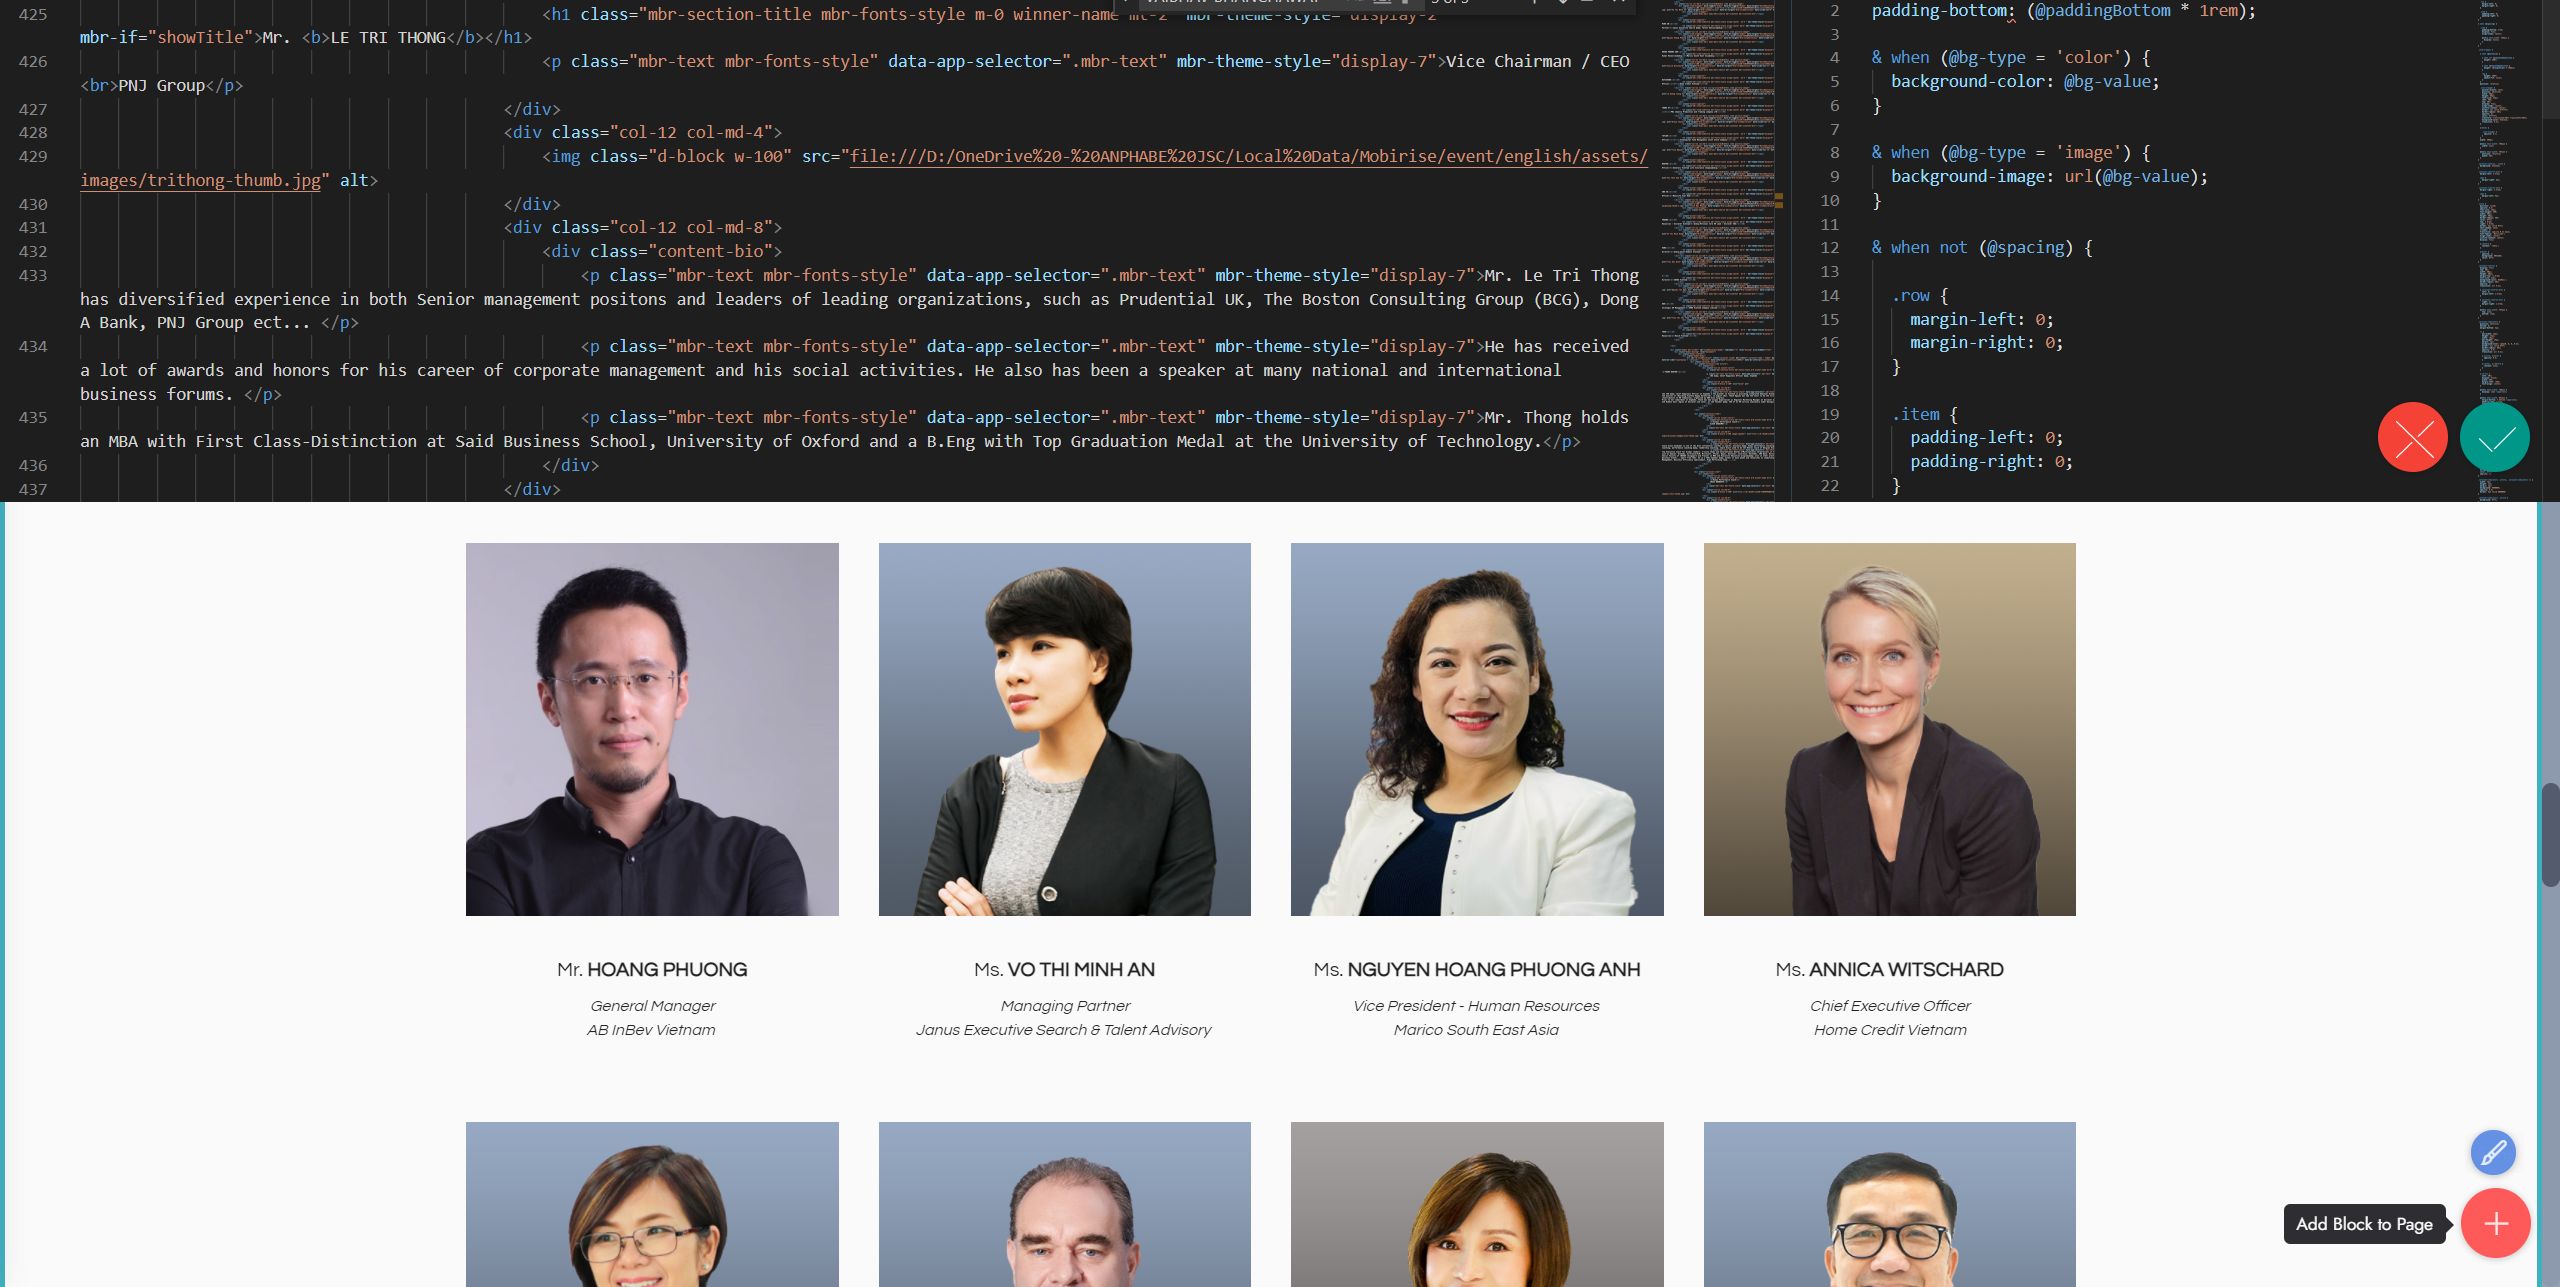 425 <h1 class="mbr-section-title mbr-fonts-style m-0 winner-name mt-2" mbr-theme-style="display-2"
mbr-if="showTitle">Mr. <b>LE TRI THONG</b></h1>
426 <p class="mbr-text mbr-fonts-style" data-app-selector=".mbr-text" mbr-theme-style="display-7">Vice Chairman / CEO
<br>PNJ Group</p>
427 </div>
428 <div class="col-12 col-md-4">
429 <img class="d-block w-100" src="file:///D:/OneDrive%20-%20ANPHABE%20JSC/Local%20Data/Mobirise/event/english/assets/
images/trithong-thumb.jpg" alt>
430 </div>
431 <div class="col-12 col-md-8">
432 <div class="content-bio">
433 <p class="mbr-text mbr-fonts-style" data-app-selector=".mbr-text" mbr-theme-style="display-7">Mr. Le Tri Thong
has diversified experience in both Senior management positons and leaders of leading organizations, such as Prudential UK, The Boston Consulting Group (BCG), Dong
A Bank, PNJ Group ect... </p>
434 <p class="mbr-text mbr-fonts-style" data-app-selector=".mbr-text" mbr-theme-style="display-7">He has received
a lot of awards and honors for his career of corporate management and his social activities. He also has been a speaker at many national and international
business forums. </p>
435 <p class="mbr-text mbr-fonts-style" data-app-selector=".mbr-text" mbr-theme-style="display-7">Mr. Thong holds
an MBA with First Class-Distinction at Said Business School, University of Oxford and a B.Eng with Top Graduation Medal at the University of Technology.</p>
436 </div>
437 </div>
2 padding-bottom: (@paddingBottom * 1rem);
3
4 & when (@bg-type = 'color') {
5 background-color: @bg-value;
6 }
7
8 & when (@bg-type = 'image') {
9 background-image: url(@bg-value);
10 }
11
12 & when not (@spacing) {
13
14 .row {
15 margin-left: 0;
16 margin-right: 0;
17 }
18
19 .item {
20 padding-left: 0;
21 padding-right: 0;
22 }
Mr. HOANG PHUONG
General Manager
AB InBev Vietnam
Ms. VO THI MINH AN
Managing Partner
Janus Executive Search & Talent Advisory
Ms. NGUYEN HOANG PHUONG ANH
Vice President - Human Resources
Marico South East Asia
Ms. ANNICA WITSCHARD
Chief Executive Officer
Home Credit Vietnam
Add Block to Page